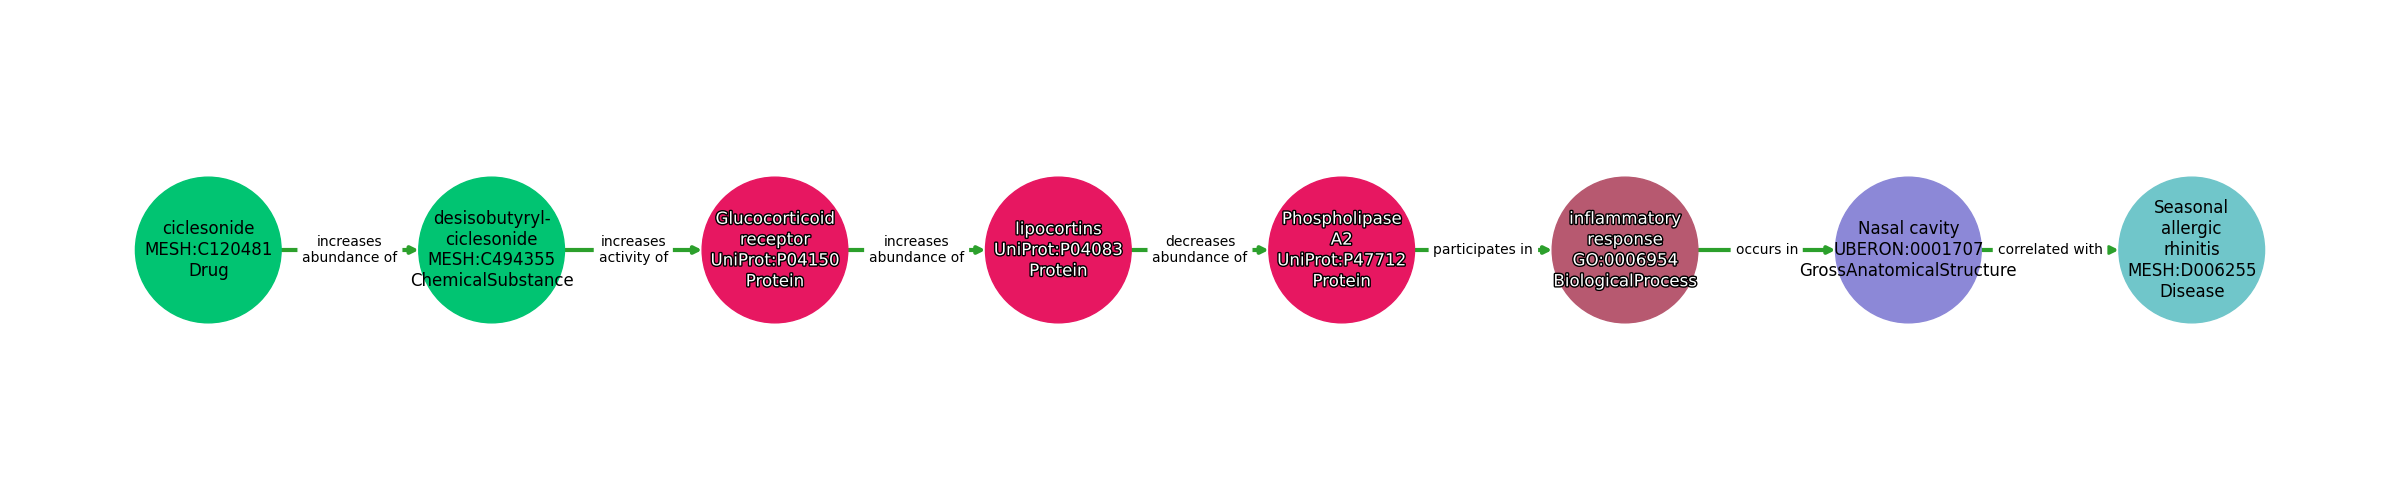 ciclesonide
MESH:C120481
Drug
increases
abundance of
desisobutyryl-
ciclesonide
MESH:C494355
ChemicalSubstance
increases
activity of
Glucocorticoid
receptor
UniProt:P04150
Protein
increases
abundance of
lipocortins
UniProt:P04083
Protein
decreases
abundance of
Phospholipase
A2
UniProt:P47712
Protein
participates in
inflammatory
response
GO:0006954
BiologicalProcess
occurs in
Nasal cavity
UBERON:0001707
GrossAnatomicalStructure
correlated with
Seasonal
allergic
rhinitis
MESH:D006255
Disease